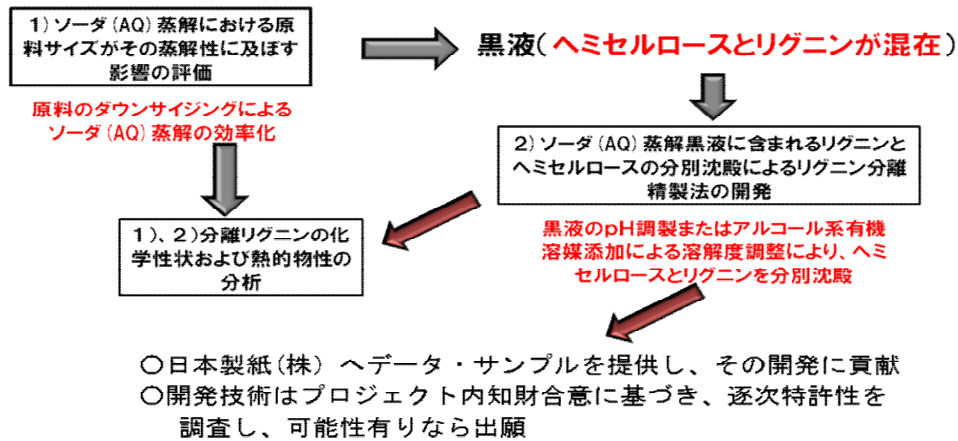 1)ソーダ(AQ)蒸解における原
料サイズがその蒸解性に及ぼす
影響の評価
黒液(ヘミセルロースとリグニンが混在)
原料のダウンサイジングによる
ソーダ(AQ)蒸解の効率化
2)ソーダ(AQ)蒸解黒液に含まれるリグニンと
ヘミセルロースの分別沈殿によるリグニン分離
精製法の開発
1)、2)分離リグニンの化
学性状および熱的物性の
分析
黒液のpH調製またはアルコール系有機
溶媒添加による溶解度調整により、ヘミ
セルロースとリグニンを分別沈殿
○日本製紙(株)へデータ・サンプルを提供し、その開発に貢献
○開発技術はプロジェクト内知財合意に基づき、逐次特許性を
調査し、可能性有りなら出願